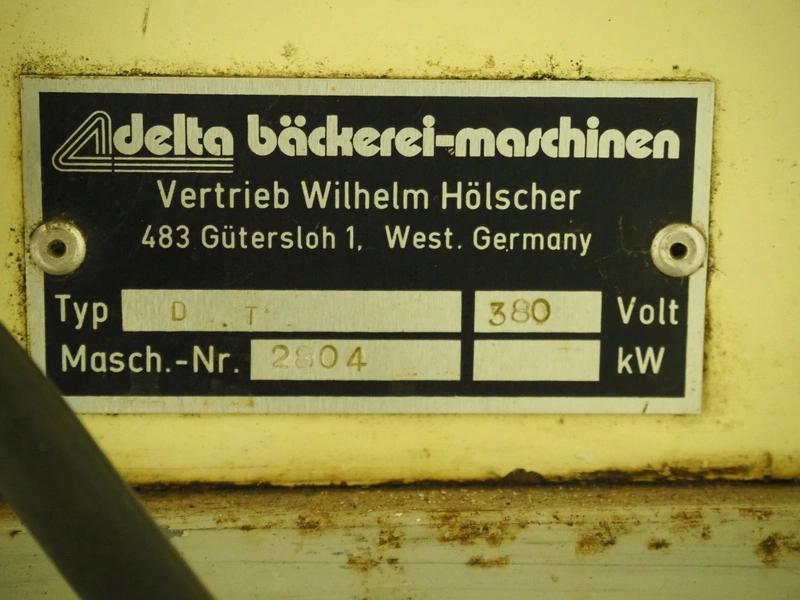 delta bäckerei-maschinen
Vertrieb Wilhelm Hölscher
483 Gütersloh 1, West. Germany
Typ D T 380 Volt
Masch.-Nr. 2804 kW